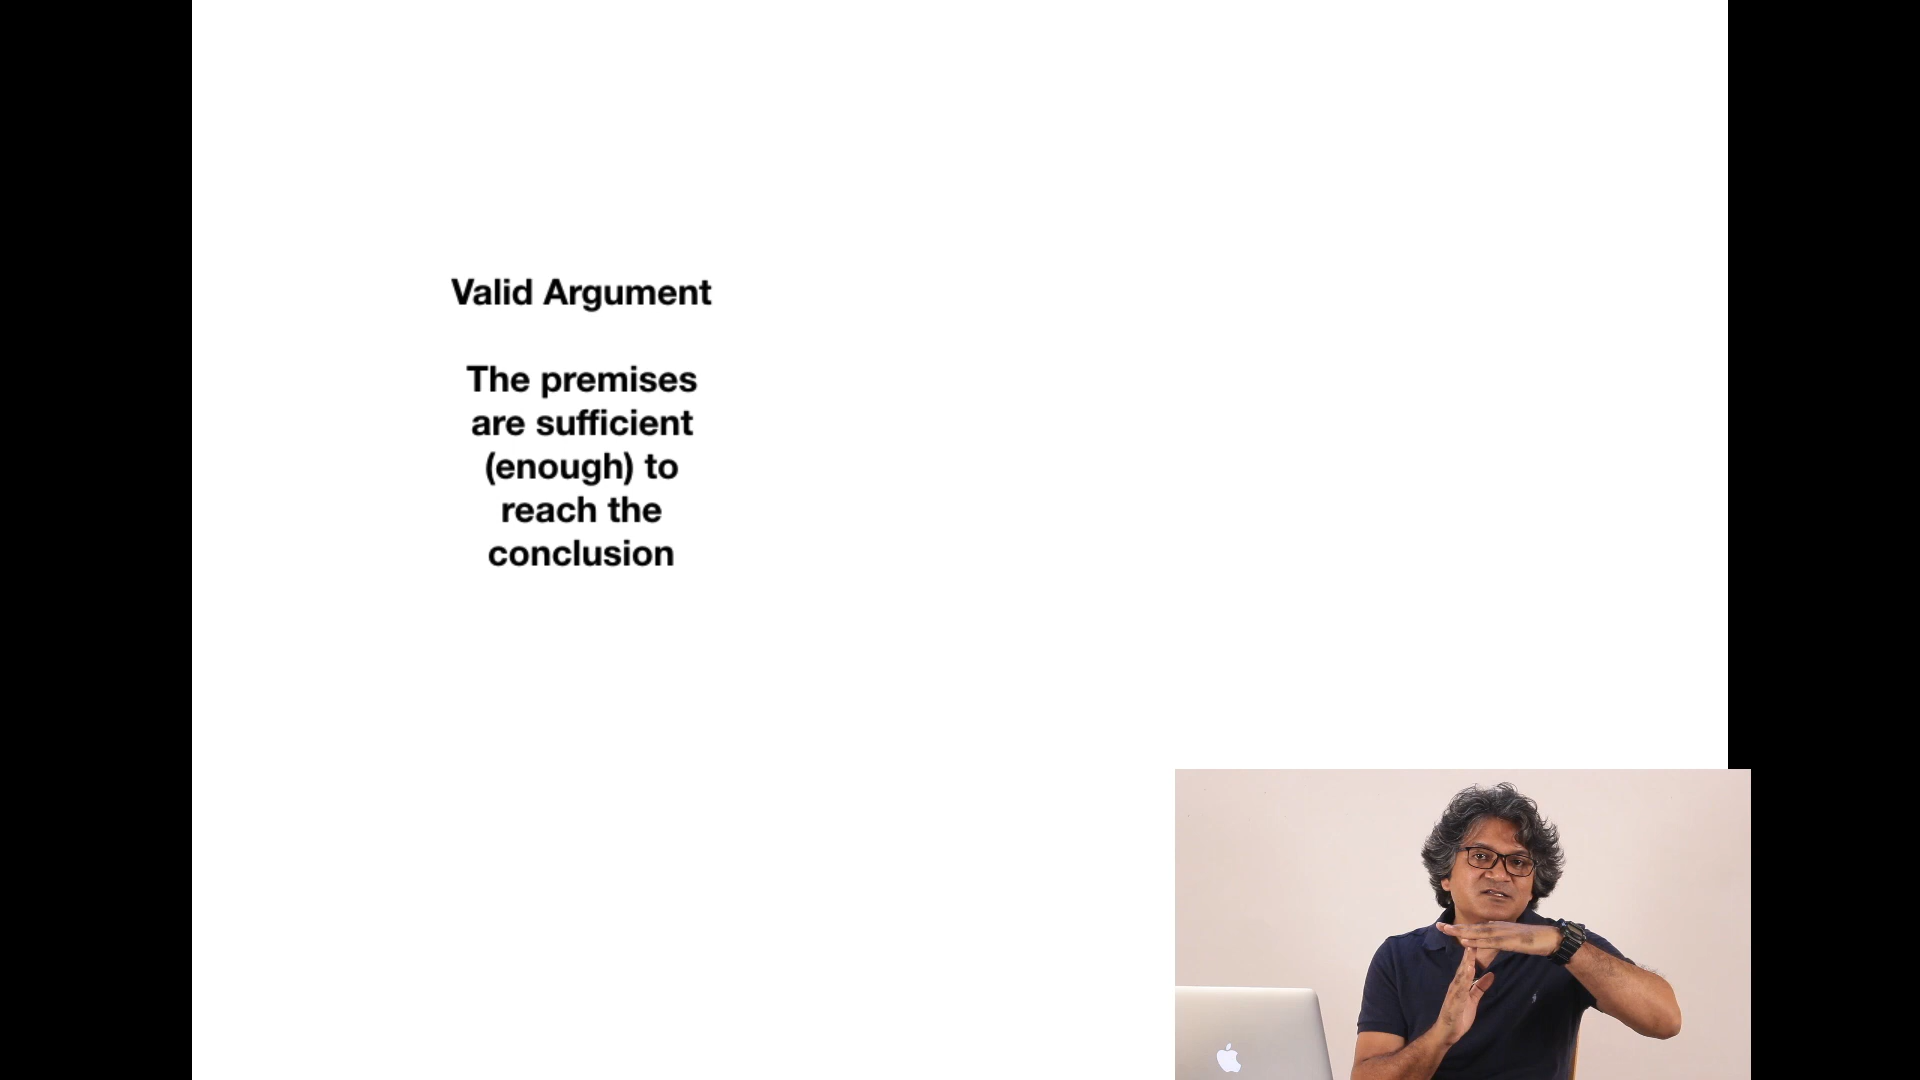 Valid Argument
The premises
are sufficient
(enough) to
reach the
conclusion